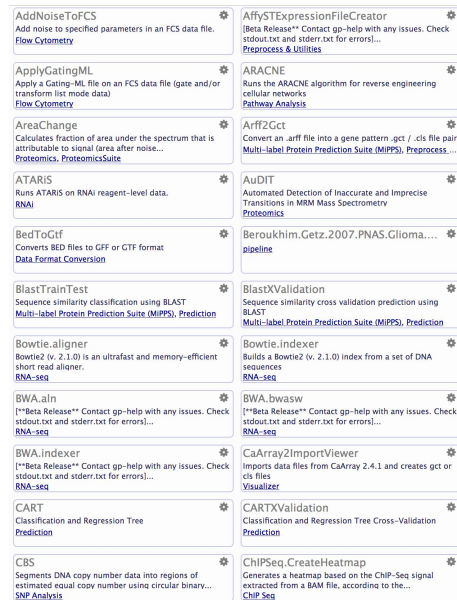 AddNoiseToFCS
Add noise to specified parameters in an FCS data file.
Flow Cytometry
AffySTExpressionFileCreator
[Beta Release** Contact gp-help with any issues. Check
stdout.txt and stderr.txt for errors]...
Preprocess & Utilities
ApplyGatingML
Apply a Gating-ML file on an FCS data file (gate and/or
transform list mode data)
Flow Cytometry
ARACNE
Runs the ARACNE algorithm for reverse engineering
cellular networks
Pathway Analysis
AreaChange
Calculates fraction of area under the spectrum that is
attributable to signal (area after noise...
Proteomics, ProteomicsSuite
Arff2Gct
Convert an .arff file into a gene pattern .gct / .cls file pair
Multi-label Protein Prediction Suite (MiPPS), Preprocess ...
ATARiS
Runs ATARiS on RNAi reagent-level data.
RNAi
AuDIT
Automated Detection of Inaccurate and Imprecise
Transitions in MRM Mass Spectrometry
Proteomics
BedToGtf
Converts BED files to GFF or GTF format
Data Format Conversion
Beroukhim.Getz.2007.PNAS.Glioma....
pipeline
BlastTrainTest
Sequence similarity classification using BLAST
Multi-label Protein Prediction Suite (MiPPS), Prediction
BlastXValidation
Sequence similarity cross validation prediction using
BLAST
Multi-label Protein Prediction Suite (MiPPS), Prediction
Bowtie.aligner
Bowtie2 (v. 2.1.0) is an ultrafast and memory-efficient
short read aligner.
RNA-seq
Bowtie.indexer
Builds a Bowtie2 (v. 2.1.0) index from a set of DNA
sequences
RNA-seq
BWA.aln
[**Beta Release** Contact gp-help with any issues. Check
stdout.txt and stderr.txt for errors]...
RNA-seq
BWA.bwasw
[**Beta Release** Contact gp-help with any issues. Check
stdout.txt and stderr.txt for errors]...
RNA-seq
BWA.indexer
[**Beta Release** Contact gp-help with any issues. Check
stdout.txt and stderr.txt for errors]...
RNA-seq
CaArray2ImportViewer
Imports data files from CaArray 2.4.1 and creates gct or
cls files
Visualizer
CART
Classification and Regression Tree
Prediction
CARTXValidation
Classification and Regression Tree Cross-Validation
Prediction
CBS
Segments DNA copy number data into regions of
estimated equal copy number using circular binary...
SNP Analysis
ChIPSeq.CreateHeatmap
Generates a heatmap based on the ChIP-Seq signal
extracted from a BAM file, according to the...
ChIP Seq